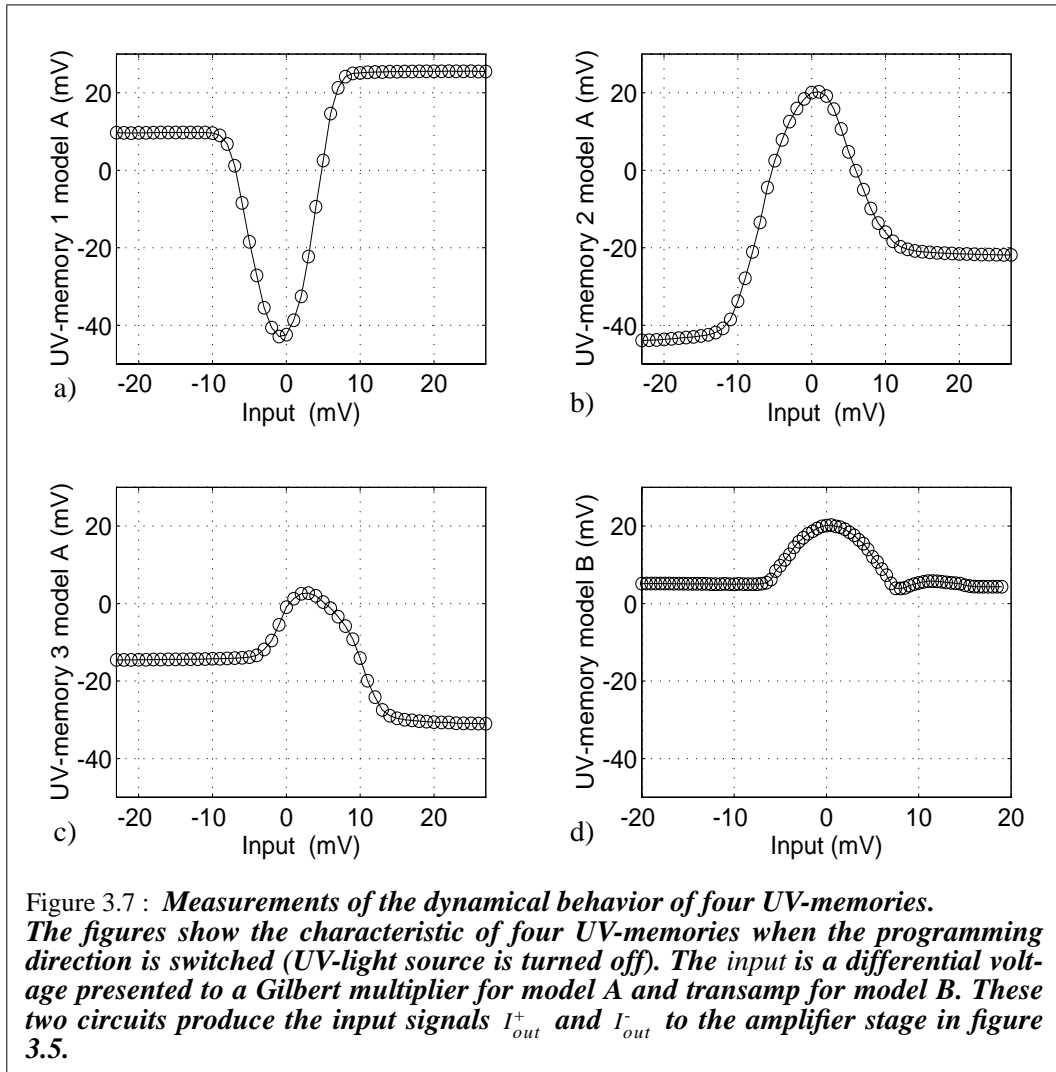 UV-memory 1 model A (mV)
20
0
-20
-40
-20 -10 0 10 20
a)
Input (mV)
UV-memory 2 model A (mV)
20
0
-20
-40
-20 -10 0 10 20
b)
Input (mV)
UV-memory 3 model A (mV)
20
0
-20
-40
-20 -10 0 10 20
c)
Input (mV)
UV-memory model B (mV)
20
0
-20
-40
-20 -10 0 10 20
d)
Input (mV)
Figure 3.7 : Measurements of the dynamical behavior of four UV-memories.
The figures show the characteristic of four UV-memories when the programming
direction is switched (UV-light source is turned off). The input is a differential volt-
age presented to a Gilbert multiplier for model A and transamp for model B. These
two circuits produce the input signals I⁺out and I⁻out to the amplifier stage in figure
3.5.